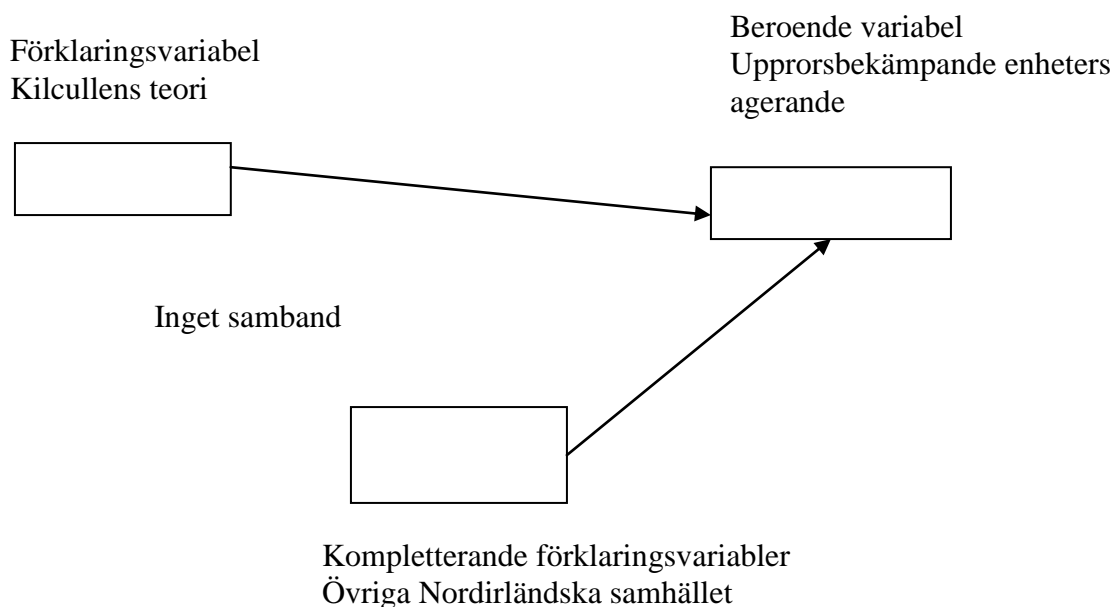 Förklaringsvariabel
Kilcullens teori
Beroende variabel
Upprorsbekämpande enheters
agerande
Inget samband
Kompletterande förklaringsvariabler
Övriga Nordirländska samhället